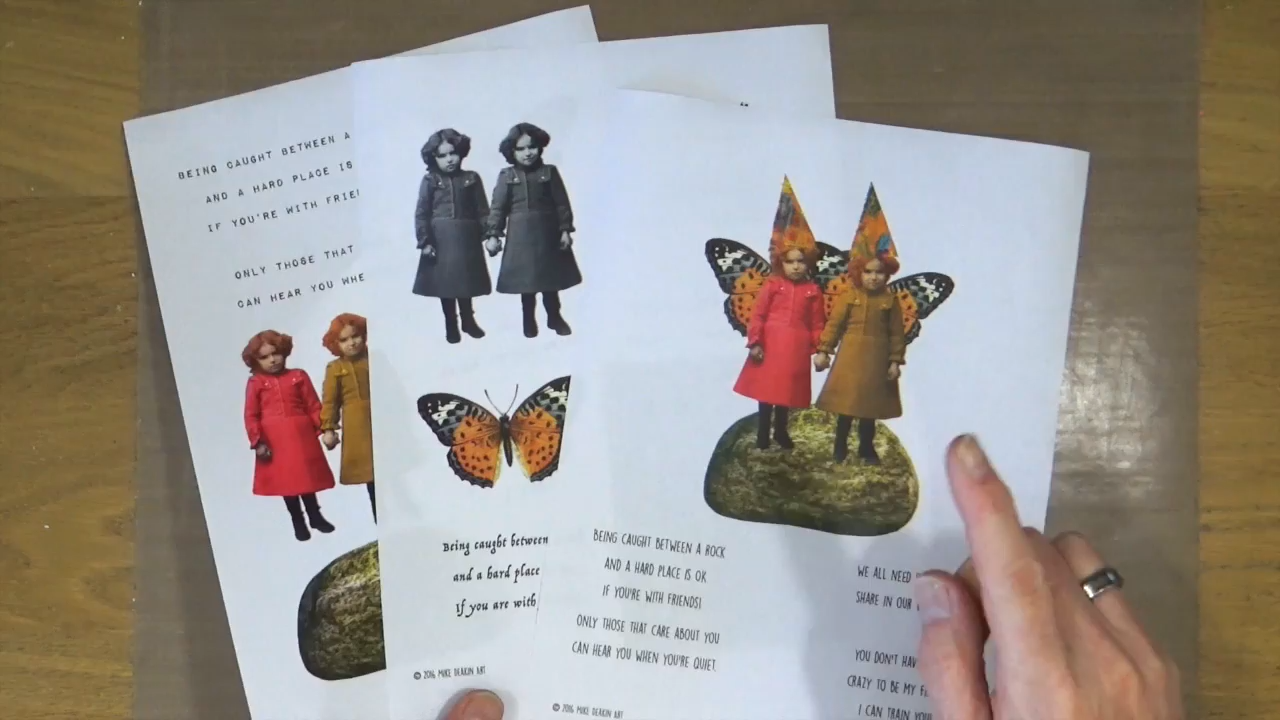 BEING CAUGHT BETWEEN A
AND A HARD PLACE IS
IF YOU'RE WITH
ONLY THOSE THAT
CAN HEAR YOU
Being caught between
and a hard place
If you are with
© 2016 MIKE DEAKIN ART
BEING CAUGHT BETWEEN A ROCK
AND A HARD PLACE IS OK
IF YOU'RE WITH FRIENDS!
ONLY THOSE THAT CARE ABOUT YOU
CAN HEAR YOU WHEN YOU'RE QUIET.
© 2016 MIKE DEAKIN ART
WE ALL NEED
SHARE IN OUR
YOU DON'T
CRAZY TO BE MY
I CAN TRAIN